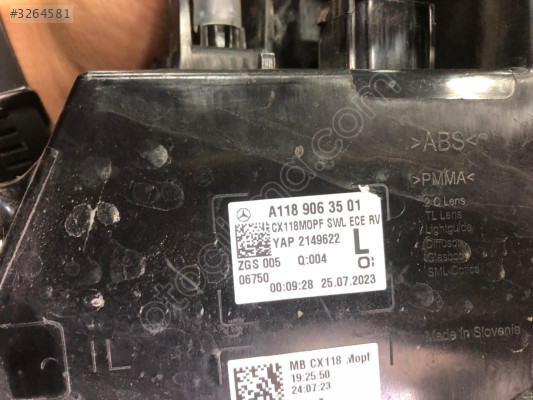 #3264581
>ABS<
>PMMA<
2 C Lens
TL Lens
Lightguide
Diffusor
Glasbod
SML-Optics
A118 906 35 01
CX118MOPF SWL ECE RV
YAP 2149622
L
ZGS 005 Q:004
O:
06750
00:09:28 25.07.2023
Made In Slovenia
IL
MB CX118 Mopf
19:25:50
24:07:23